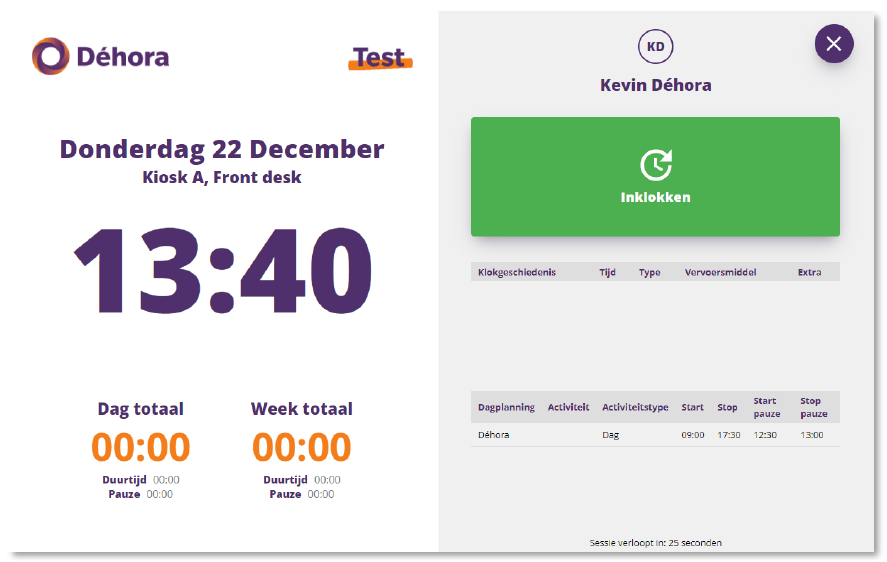 Déhora
Test
Donderdag 22 December
Kiosk A, Front desk
13:40
Dag totaal
00:00
Duurtijd 00:00
Pauze 00:00
Week totaal
00:00
Duurtijd 00:00
Pauze 00:00
KD
Kevin Déhora
Inklokken
Klokgeschiedenis Tijd Type Vervoersmiddel Extra
Dagplanning Activiteit Activiteitstype Start Stop Start pauze Stop pauze
Déhora Dag 09:00 17:30 12:30 13:00
Sessie verloopt in: 25 seconden